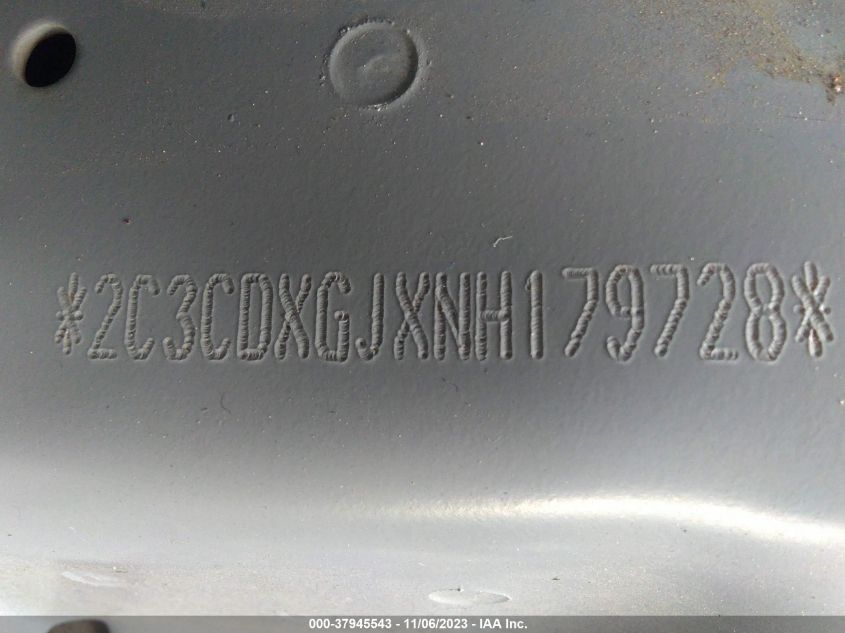 *2C3CDXGJXNH179728*
000-37945543 - 11/06/2023 - IAA Inc.